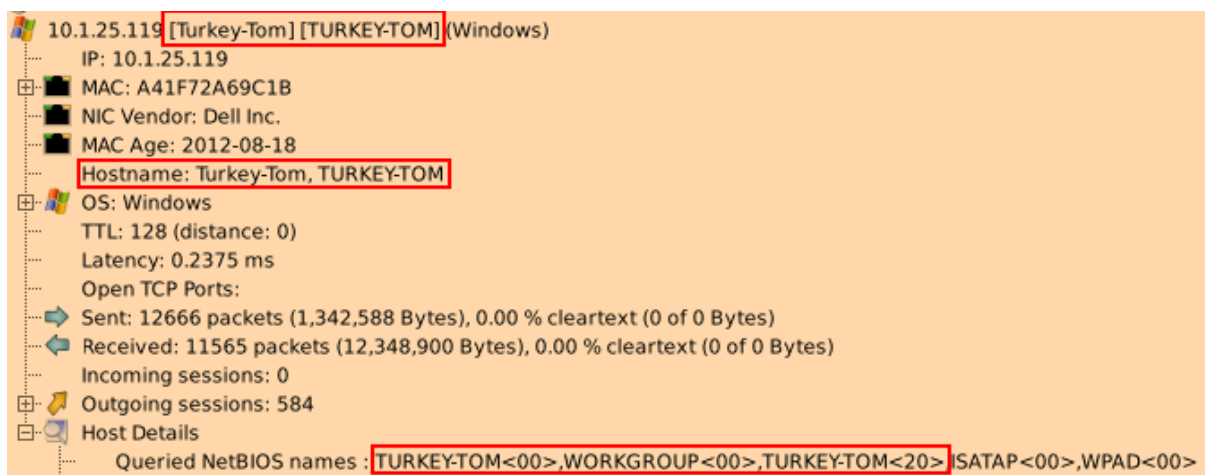 10.1.25.119 [Turkey-Tom] [TURKEY-TOM] (Windows)
IP: 10.1.25.119
MAC: A41F72A69C1B
NIC Vendor: Dell Inc.
MAC Age: 2012-08-18
Hostname: Turkey-Tom, TURKEY-TOM
OS: Windows
TTL: 128 (distance: 0)
Latency: 0.2375 ms
Open TCP Ports:
Sent: 12666 packets (1,342,588 Bytes), 0.00 % cleartext (0 of 0 Bytes)
Received: 11565 packets (12,348,900 Bytes), 0.00 % cleartext (0 of 0 Bytes)
Incoming sessions: 0
Outgoing sessions: 584
Host Details
Queried NetBIOS names : TURKEY-TOM<00>,WORKGROUP<00>,TURKEY-TOM<20>,ISATAP<00>,WPAD<00>